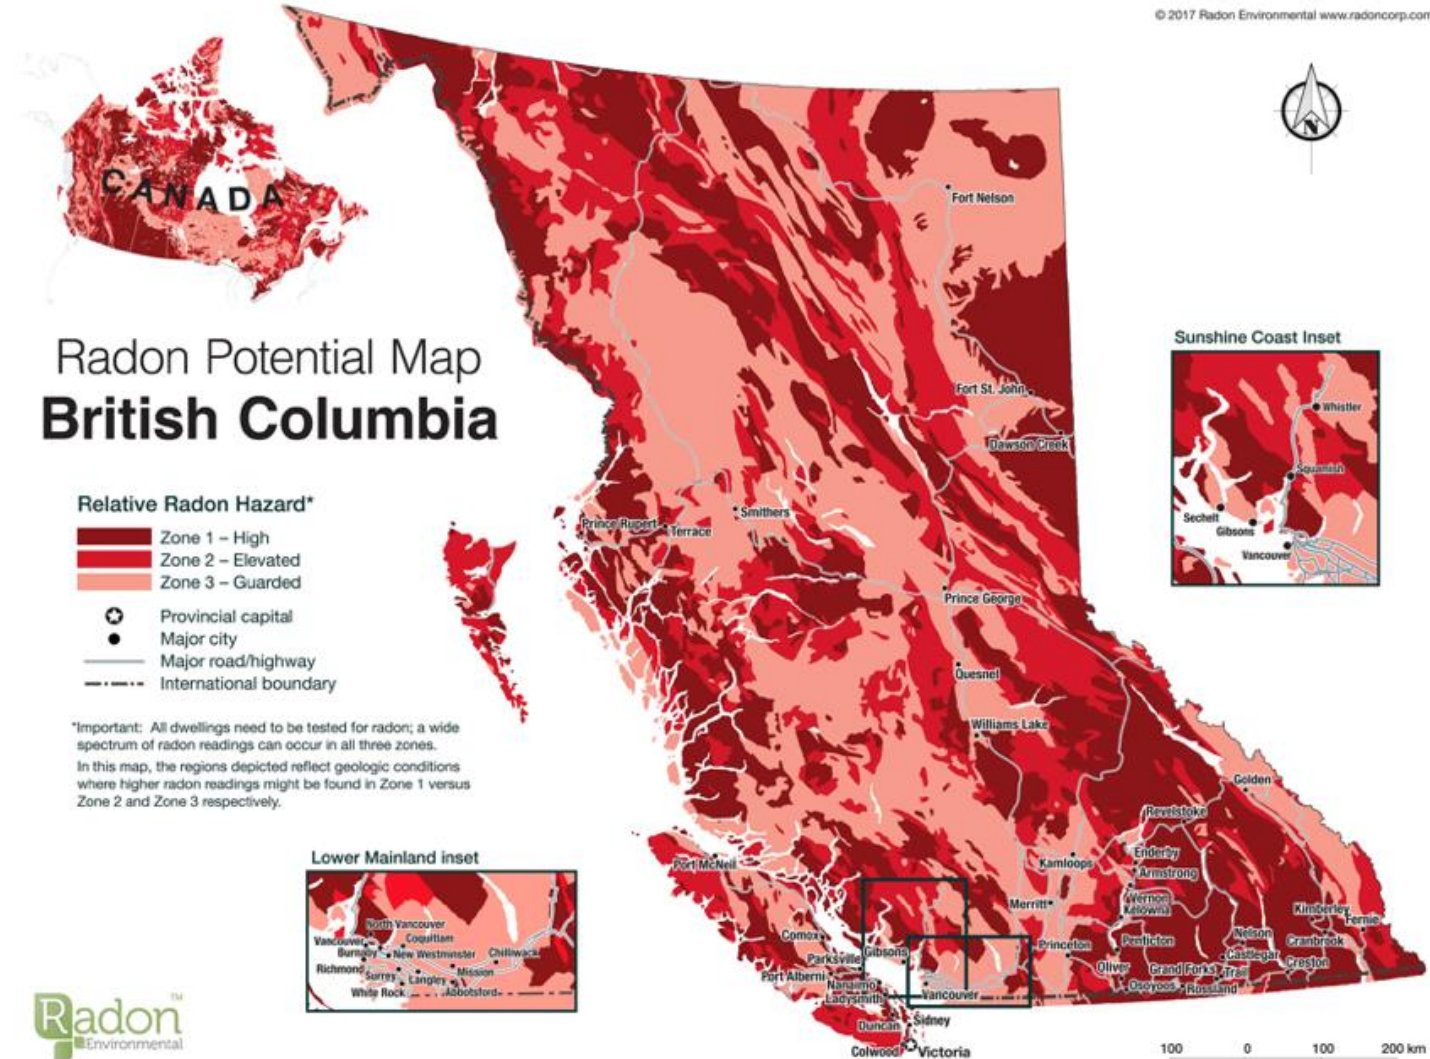 © 2017 Radon Environmental www.radoncorp.com
CANADA
N
Radon Potential Map
British Columbia
Relative Radon Hazard*
Zone 1 – High
Zone 2 – Elevated
Zone 3 – Guarded
Provincial capital
Major city
Major road/highway
International boundary
*Important: All dwellings need to be tested for radon; a wide
spectrum of radon readings can occur in all three zones.
In this map, the regions depicted reflect geologic conditions
where higher radon readings might be found in Zone 1 versus
Zone 2 and Zone 3 respectively.
Fort Nelson
Fort St. John
Dawson Creek
Prince Rupert
Terrace
Smithers
Prince George
Quesnel
Williams Lake
Golden
Revelstoke
Enderby
Armstrong
Kamloops
Vernon
Kelowna
Merritt
Kimberley
Fernie
Cranbrook
Nelson
Castlegar
Creston
Penticton
Princeton
Oliver
Grand Forks
Trail
Osoyoos
Rossland
Port McNeil
Comox
Parksville
Gibsons
Port Alberni
Nanaimo
Ladysmith
Vancouver
Duncan
Sidney
Colwood
Victoria
Sunshine Coast Inset
Whistler
Squamish
Sechelt
Gibsons
Vancouver
Lower Mainland inset
North Vancouver
Vancouver
Coquitlam
Burnaby
New Westminster
Chilliwack
Richmond
Surrey
Langley
Mission
White Rock
Abbotsford
Radon™
Environmental
100 0 100 200 km